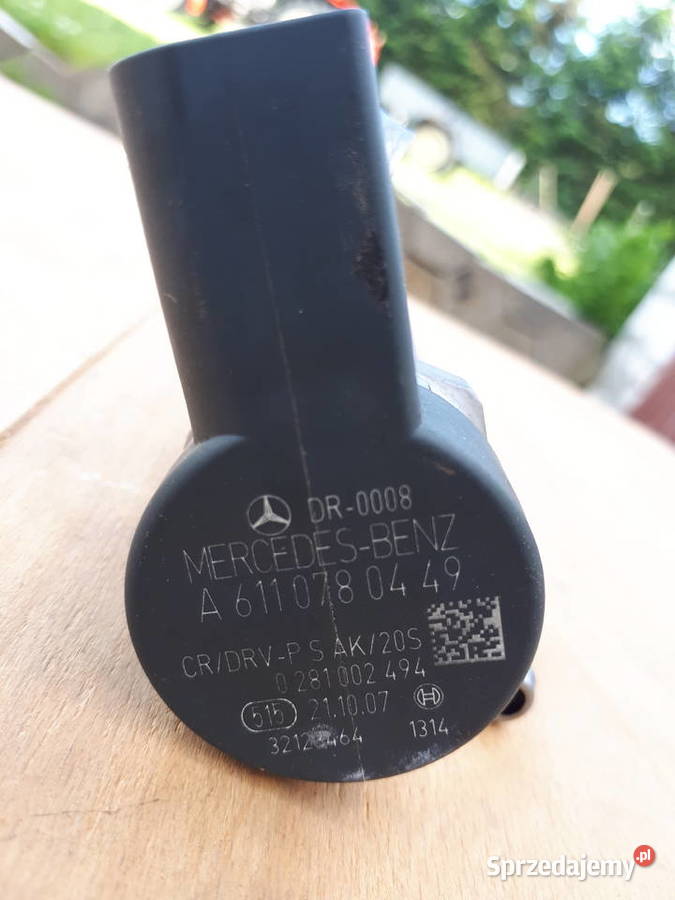 DR-0008
MERCEDES-BENZ
A 611 078 04 49
CR/DRV-P S AK/20S
0 281 002 494
515 21.10.07 H
1314
Sprzedajemy.pl